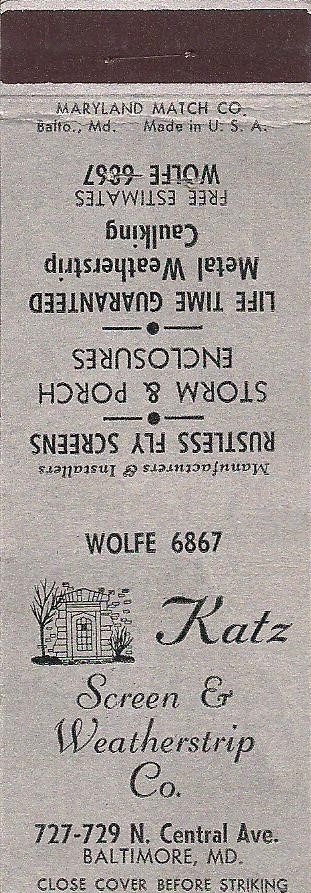 MARYLAND MATCH CO.
Balto., Md. Made in U. S. A.
Manufacturers & Installers
RUSTLESS FLY SCREENS
STORM & PORCH
ENCLOSURES
LIFE TIME GUARANTEED
Metal Weatherstrip
Caulking
FREE ESTIMATES
WOLFE 6867
WOLFE 6867
Katz
Screen &
Weatherstrip
Co.
727-729 N. Central Ave.
BALTIMORE, MD.
CLOSE COVER BEFORE STRIKING